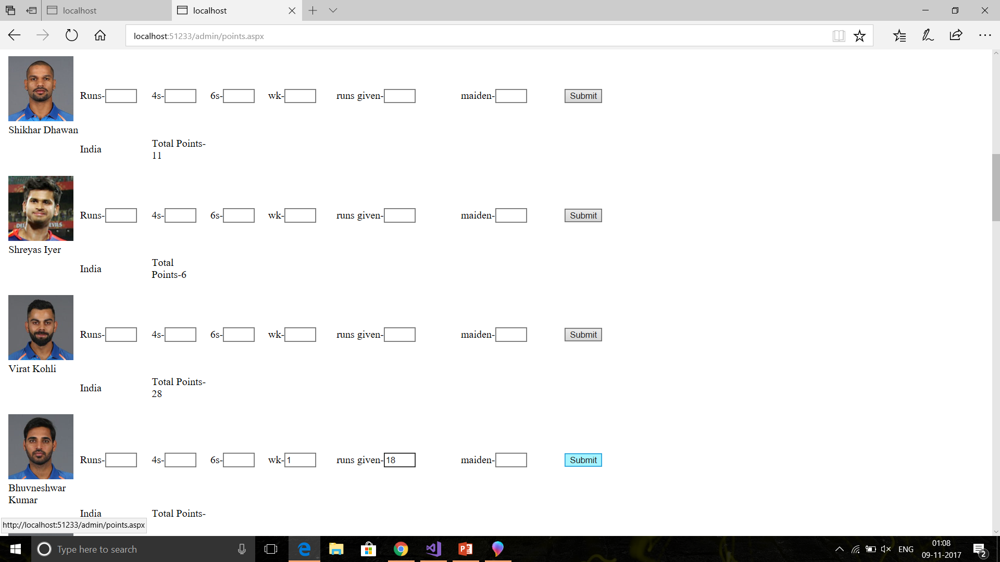 localhost
localhost
localhost:51233/admin/points.aspx
Runs- 4s- 6s- wk- runs given- maiden- Submit
Shikhar Dhawan
India
Total Points-
11
Runs- 4s- 6s- wk- runs given- maiden- Submit
Shreyas Iyer
India
Total
Points-6
Runs- 4s- 6s- wk- runs given- maiden- Submit
Virat Kohli
India
Total Points-
28
Runs- 4s- 6s- wk-1 runs given-18 maiden- Submit
Bhuvneshwar
Kumar
India Total Points-
http://localhost:51233/admin/points.aspx
Type here to search
ENG
01:08
09-11-2017
2